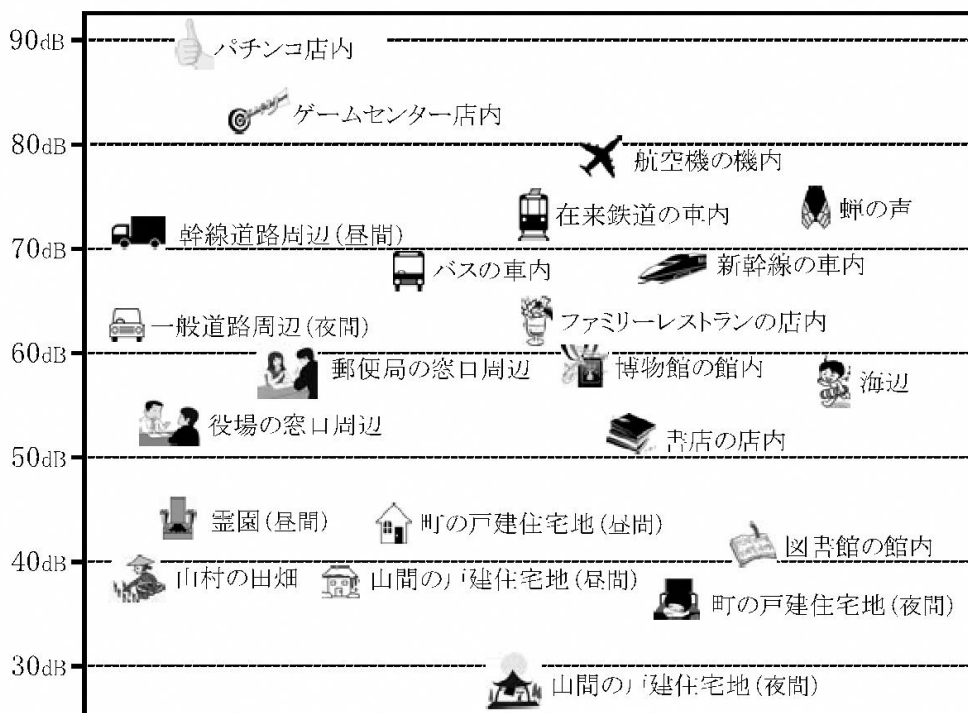 90dB
パチンコ店内
ゲームセンター店内
80dB
航空機の機内
在来鉄道の車内
蝉の声
幹線道路周辺(昼間)
70dB
バスの車内
新幹線の車内
一般道路周辺(夜間)
ファミリーレストランの店内
60dB
郵便局の窓口周辺
博物館の館内
海辺
役場の窓口周辺
書店の店内
50dB
霊園(昼間)
町の戸建住宅地(昼間)
図書館の館内
40dB
山村の田畑
山間の戸建住宅地(昼間)
町の戸建住宅地(夜間)
30dB
山間の戸建住宅地(夜間)